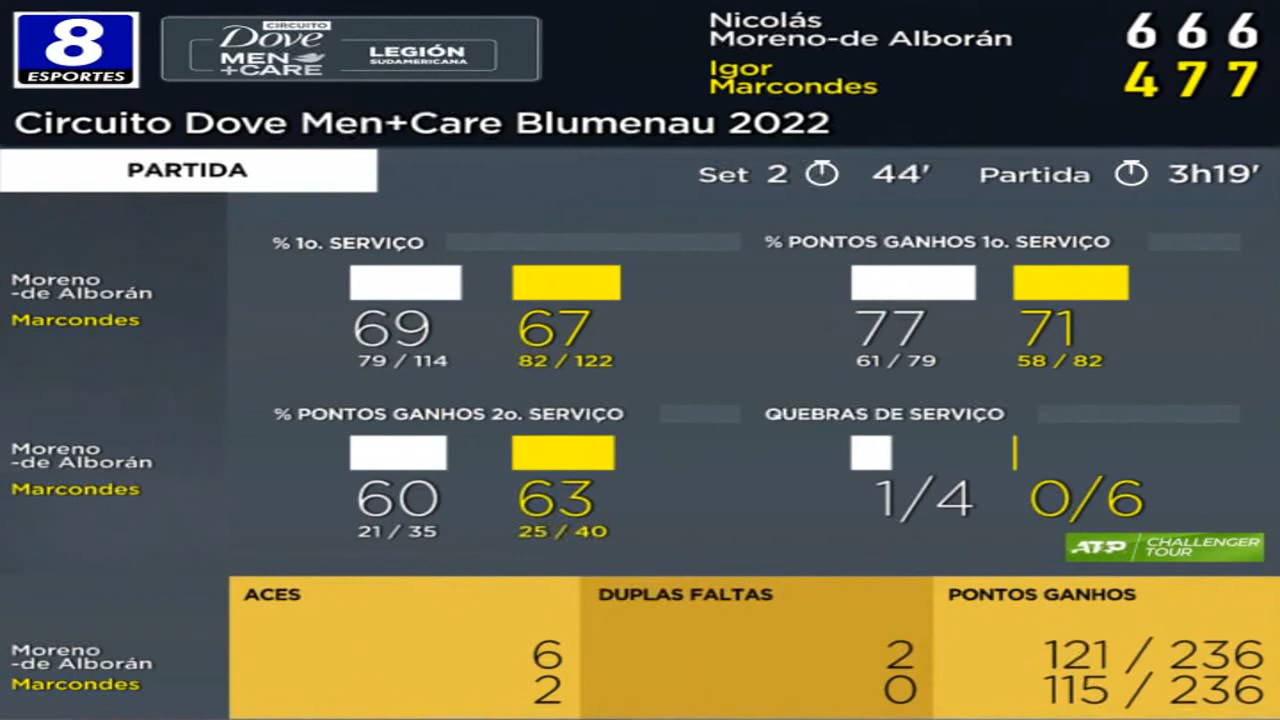 8
ESPORTES
CIRCUITO
Dove
MEN
+CARE
LEGIÓN
SUDAMERICANA
Nicolás
Moreno-de Alborán
6 6 6
Igor
Marcondes
4 7 7
Circuito Dove Men+Care Blumenau 2022
PARTIDA
Set 2 44' Partida 3h19'
% 1o. SERVIÇO
% PONTOS GANHOS 1o. SERVIÇO
Moreno
-de Alborán
Marcondes
69 67
79 / 114 82 / 122
77 71
61 / 79 58 / 82
% PONTOS GANHOS 2o. SERVIÇO
QUEBRAS DE SERVIÇO
Moreno
-de Alborán
Marcondes
60 63
21 / 35 25 / 40
1/4 0/6
ATP CHALLENGER
TOUR
ACES DUPLAS FALTAS PONTOS GANHOS
Moreno
-de Alborán
6 2 121 / 236
Marcondes
2 0 115 / 236